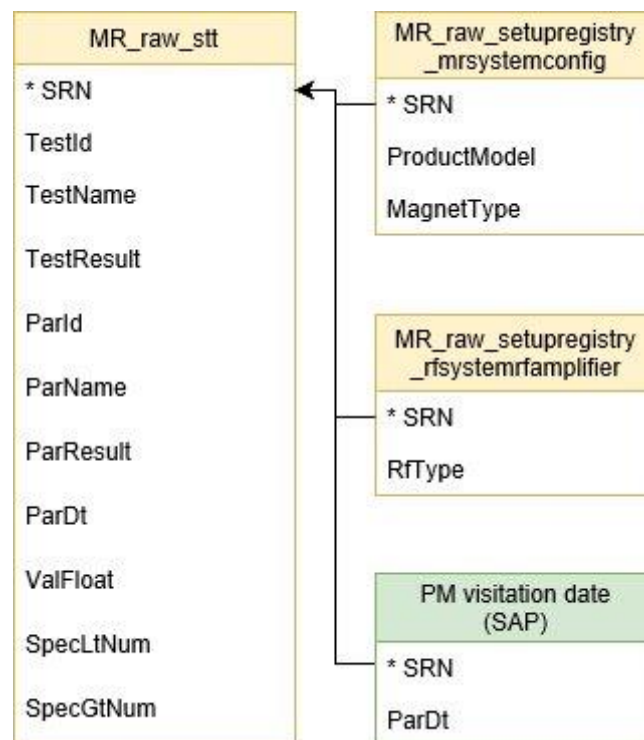 MR_raw_stt
* SRN
TestId
TestName
TestResult
ParId
ParName
ParResult
ParDt
ValFloat
SpecLtNum
SpecGtNum
MR_raw_setupregistry
_mrsystemconfig
* SRN
ProductModel
MagnetType
MR_raw_setupregistry
_rfsystemrfamplifier
* SRN
RfType
PM visitation date
(SAP)
* SRN
ParDt